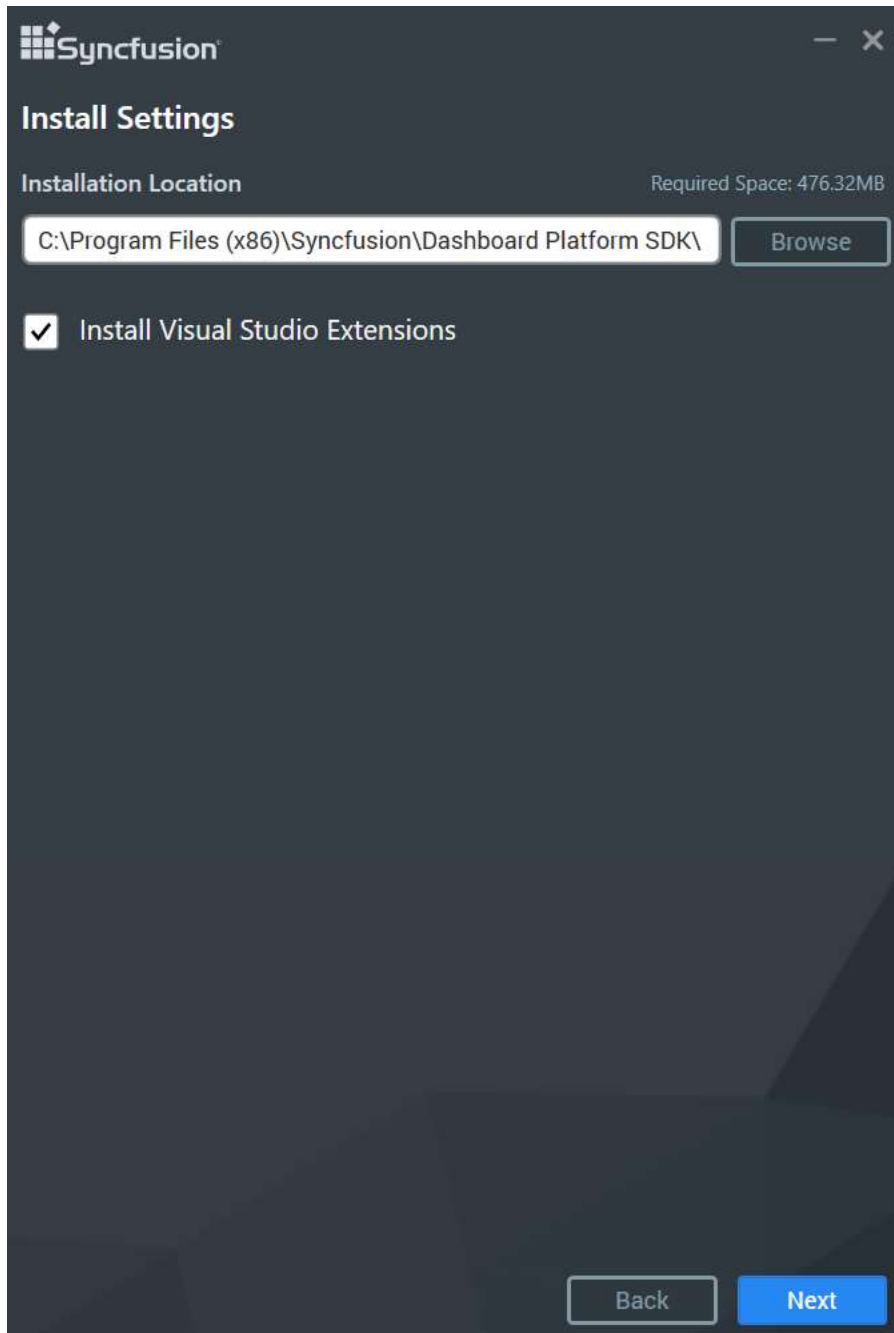 Syncfusion
Install Settings
Installation Location
Required Space: 476.32MB
C:\Program Files (x86)\Syncfusion\Dashboard Platform SDK\
Browse
Install Visual Studio Extensions
Back
Next